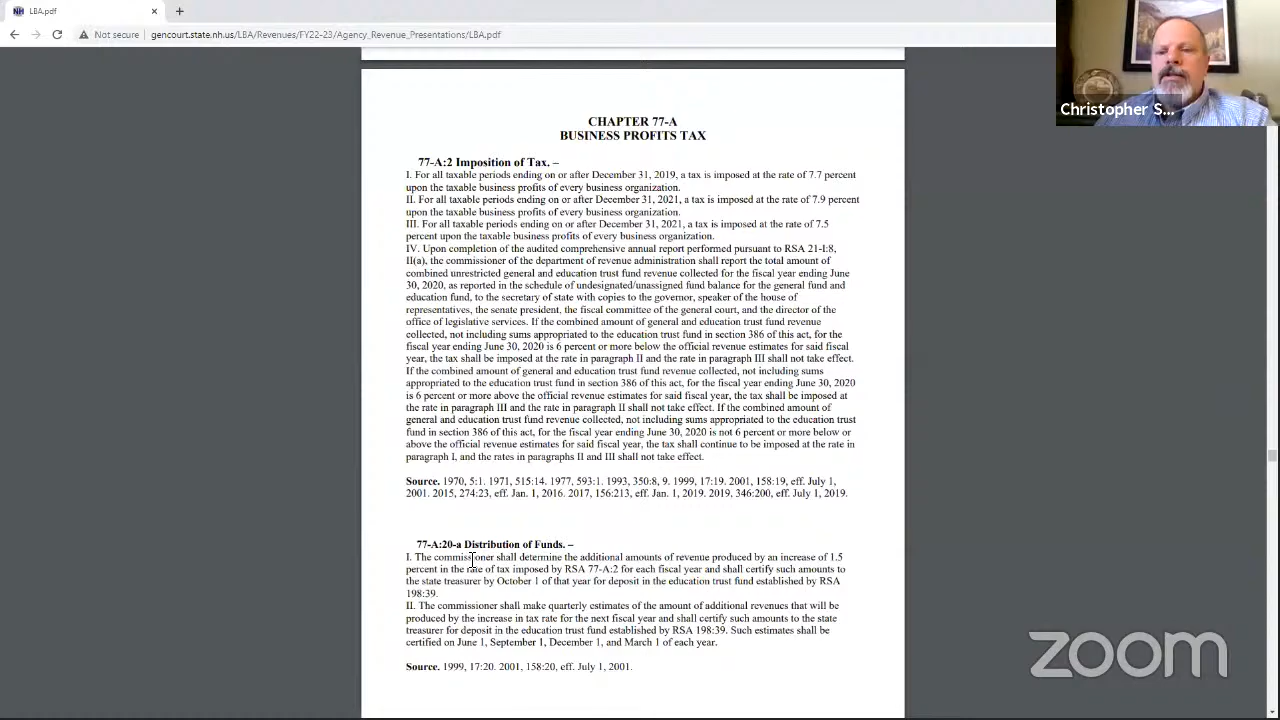 LBA.pdf
Not secure
gencourt.state.nh.us/LBA/Revenues/FY22-23/Agency_Revenue_Presentations/LBA.pdf
Christopher S...
CHAPTER 77-A
BUSINESS PROFITS TAX
77-A:2 Imposition of Tax. –
I. For all taxable periods ending on or after December 31, 2019, a tax is imposed at the rate of 7.7 percent
upon the taxable business profits of every business organization.
II. For all taxable periods ending on or after December 31, 2021, a tax is imposed at the rate of 7.9 percent
upon the taxable business profits of every business organization.
III. For all taxable periods ending on or after December 31, 2021, a tax is imposed at the rate of 7.5
percent upon the taxable business profits of every business organization.
IV. Upon completion of the audited comprehensive annual report performed pursuant to RSA 21-I:8,
II(a), the commissioner of the department of revenue administration shall report the total amount of
combined unrestricted general and education trust fund revenue collected for the fiscal year ending June
30, 2020, as reported in the schedule of undesignated/unassigned fund balance for the general fund and
education fund, to the secretary of state with copies to the governor, speaker of the house of
representatives, the senate president, the fiscal committee of the general court, and the director of the
office of legislative services. If the combined amount of general and education trust fund revenue
collected, not including sums appropriated to the education trust fund in section 386 of this act, for the
fiscal year ending June 30, 2020 is 6 percent or more below the official revenue estimates for said fiscal
year, the tax shall be imposed at the rate in paragraph II and the rate in paragraph III shall not take effect.
If the combined amount of general and education trust fund revenue collected, not including sums
appropriated to the education trust fund in section 386 of this act, for the fiscal year ending June 30, 2020
is 6 percent or more above the official revenue estimates for said fiscal year, the tax shall be imposed at
the rate in paragraph III and the rate in paragraph II shall not take effect. If the combined amount of
general and education trust fund revenue collected, not including sums appropriated to the education trust
fund in section 386 of this act, for the fiscal year ending June 30, 2020 is not 6 percent or more below or
above the official revenue estimates for said fiscal year, the tax shall continue to be imposed at the rate in
paragraph I, and the rates in paragraphs II and III shall not take effect.
Source. 1970, 5:1. 1971, 515:14. 1977, 593:1. 1993, 350:8, 9. 1999, 17:19. 2001, 158:19, eff. July 1,
2001. 2015, 274:23, eff. Jan. 1, 2016. 2017, 156:213, eff. Jan. 1, 2019. 2019, 346:200, eff. July 1, 2019.
77-A:20-a Distribution of Funds. –
I. The commissioner shall determine the additional amounts of revenue produced by an increase of 1.5
percent in the rate of tax imposed by RSA 77-A:2 for each fiscal year and shall certify such amounts to
the state treasurer by October 1 of that year for deposit in the education trust fund established by RSA
198:39.
II. The commissioner shall make quarterly estimates of the amount of additional revenues that will be
produced by the increase in tax rate for the next fiscal year and shall certify such amounts to the state
treasurer for deposit in the education trust fund established by RSA 198:39. Such estimates shall be
certified on June 1, September 1, December 1, and March 1 of each year.
Source. 1999, 17:20. 2001, 158:20, eff. July 1, 2001.
zoom